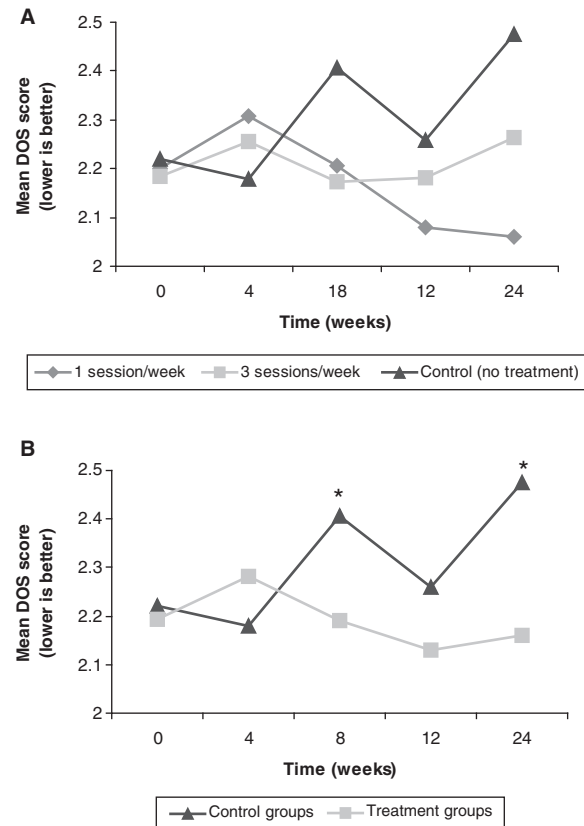 A
Mean DOS score
(lower is better)
2.5
2.4
2.3
2.2
2.1
2
0 4 18 12 24
Time (weeks)
1 session/week 3 sessions/week Control (no treatment)
B
Mean DOS score
(lower is better)
2.5
2.4
2.3
2.2
2.1
2
* *
0 4 8 12 24
Time (weeks)
Control groups Treatment groups